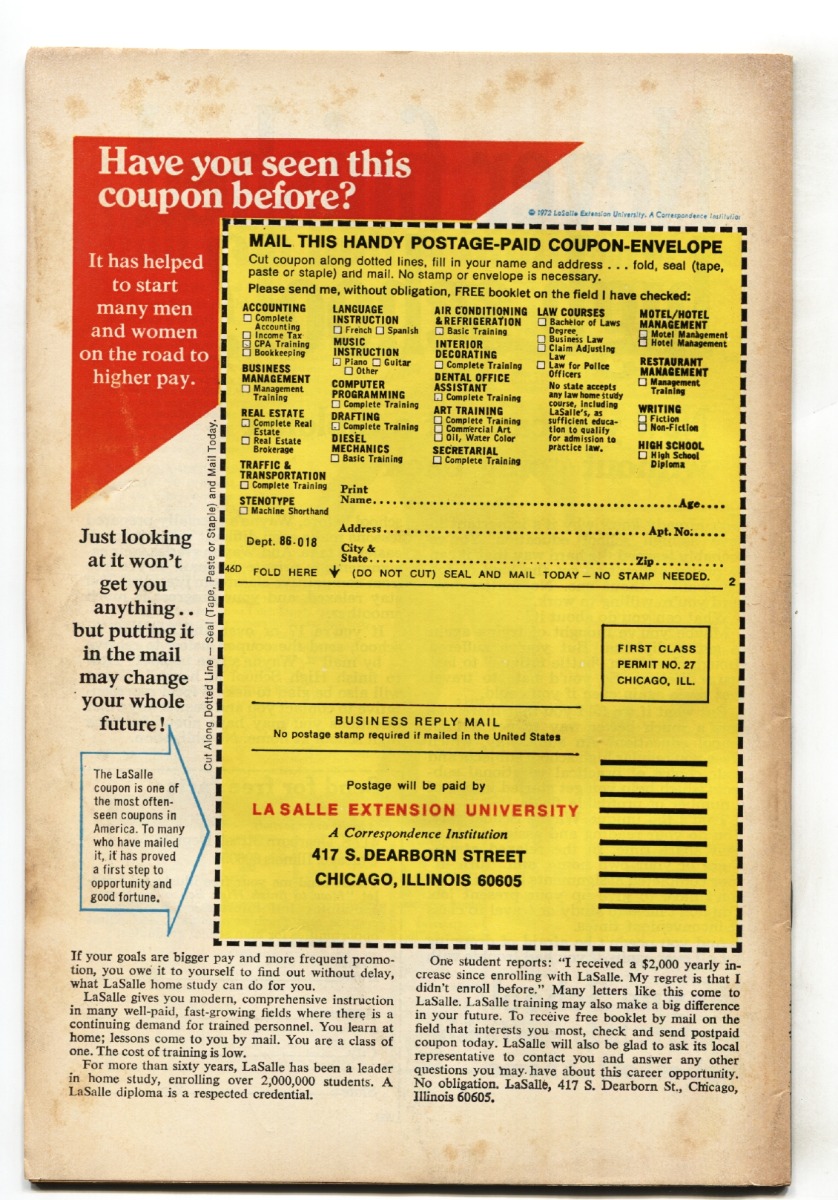 Have you seen this
coupon before?
© 1972 LaSalle Extension University, A Correspondence Institution
It has helped
to start
many men
and women
on the road to
higher pay.
MAIL THIS HANDY POSTAGE-PAID COUPON-ENVELOPE
Cut coupon along dotted lines, fill in your name and address . . . fold, seal (tape,
paste or staple) and mail. No stamp or envelope is necessary.
Please send me, without obligation, FREE booklet on the field I have checked:
ACCOUNTING
Complete
Accounting
Income Tax
CPA Training
Bookkeeping
BUSINESS
MANAGEMENT
Management
Training
REAL ESTATE
Complete Real
Estate
Real Estate
Brokerage
TRAFFIC &
TRANSPORTATION
Complete Training
STENOTYPE
Machine Shorthand
LANGUAGE
INSTRUCTION
French Spanish
MUSIC
INSTRUCTION
Piano Guitar
Other
COMPUTER
PROGRAMMING
Complete Training
DRAFTING
Complete Training
DIESEL
MECHANICS
Basic Training
AIR CONDITIONING
& REFRIGERATION
Basic Training
INTERIOR
DECORATING
Complete Training
DENTAL OFFICE
ASSISTANT
Complete Training
ART TRAINING
Complete Training
Commercial Art
Oil, Water Color
SECRETARIAL
Complete Training
LAW COURSES
Bachelor of Laws
Degree
Business Law
Claim Adjusting
Law
Law for Police
Officers
No state accepts
any law home study
course, including
LaSalle's, as
sufficient educa-
tion to qualify
for admission to
practice law.
MOTEL/HOTEL
MANAGEMENT
Motel Management
Hotel Management
RESTAURANT
MANAGEMENT
Management
Training
WRITING
Fiction
Non-Fiction
HIGH SCHOOL
High School
Diploma
Print
Name.......... Age....
Address.......... Apt. No:.....
Dept. 86-018
City &
State.......... Zip..........
46D FOLD HERE ↓ (DO NOT CUT) SEAL AND MAIL TODAY – NO STAMP NEEDED. 2
Cut Along Dotted Line — Seal (Tape, Paste or Staple) and Mail Today.
Just looking
at it won't
get you
anything . .
but putting it
in the mail
may change
your whole
future!
FIRST CLASS
PERMIT NO. 27
CHICAGO, ILL.
BUSINESS REPLY MAIL
No postage stamp required if mailed in the United States
Postage will be paid by
LA SALLE EXTENSION UNIVERSITY
A Correspondence Institution
417 S. DEARBORN STREET
CHICAGO, ILLINOIS 60605
The LaSalle
coupon is one of
the most often-
seen coupons in
America. To many
who have mailed
it, it has proved
a first step to
opportunity and
good fortune.
If your goals are bigger pay and more frequent promo-
tion, you owe it to yourself to find out without delay,
what LaSalle home study can do for you.
LaSalle gives you modern, comprehensive instruction
in many well-paid, fast-growing fields where there is a
continuing demand for trained personnel. You learn at
home; lessons come to you by mail. You are a class of
one. The cost of training is low.
For more than sixty years, LaSalle has been a leader
in home study, enrolling over 2,000,000 students. A
LaSalle diploma is a respected credential.
One student reports: "I received a $2,000 yearly in-
crease since enrolling with LaSalle. My regret is that I
didn't enroll before." Many letters like this come to
LaSalle. LaSalle training may also make a big difference
in your future. To receive free booklet by mail on the
field that interests you most, check and send postpaid
coupon today. LaSalle will also be glad to ask its local
representative to contact you and answer any other
questions you may have about this career opportunity.
No obligation. LaSalle, 417 S. Dearborn St., Chicago,
Illinois 60605.